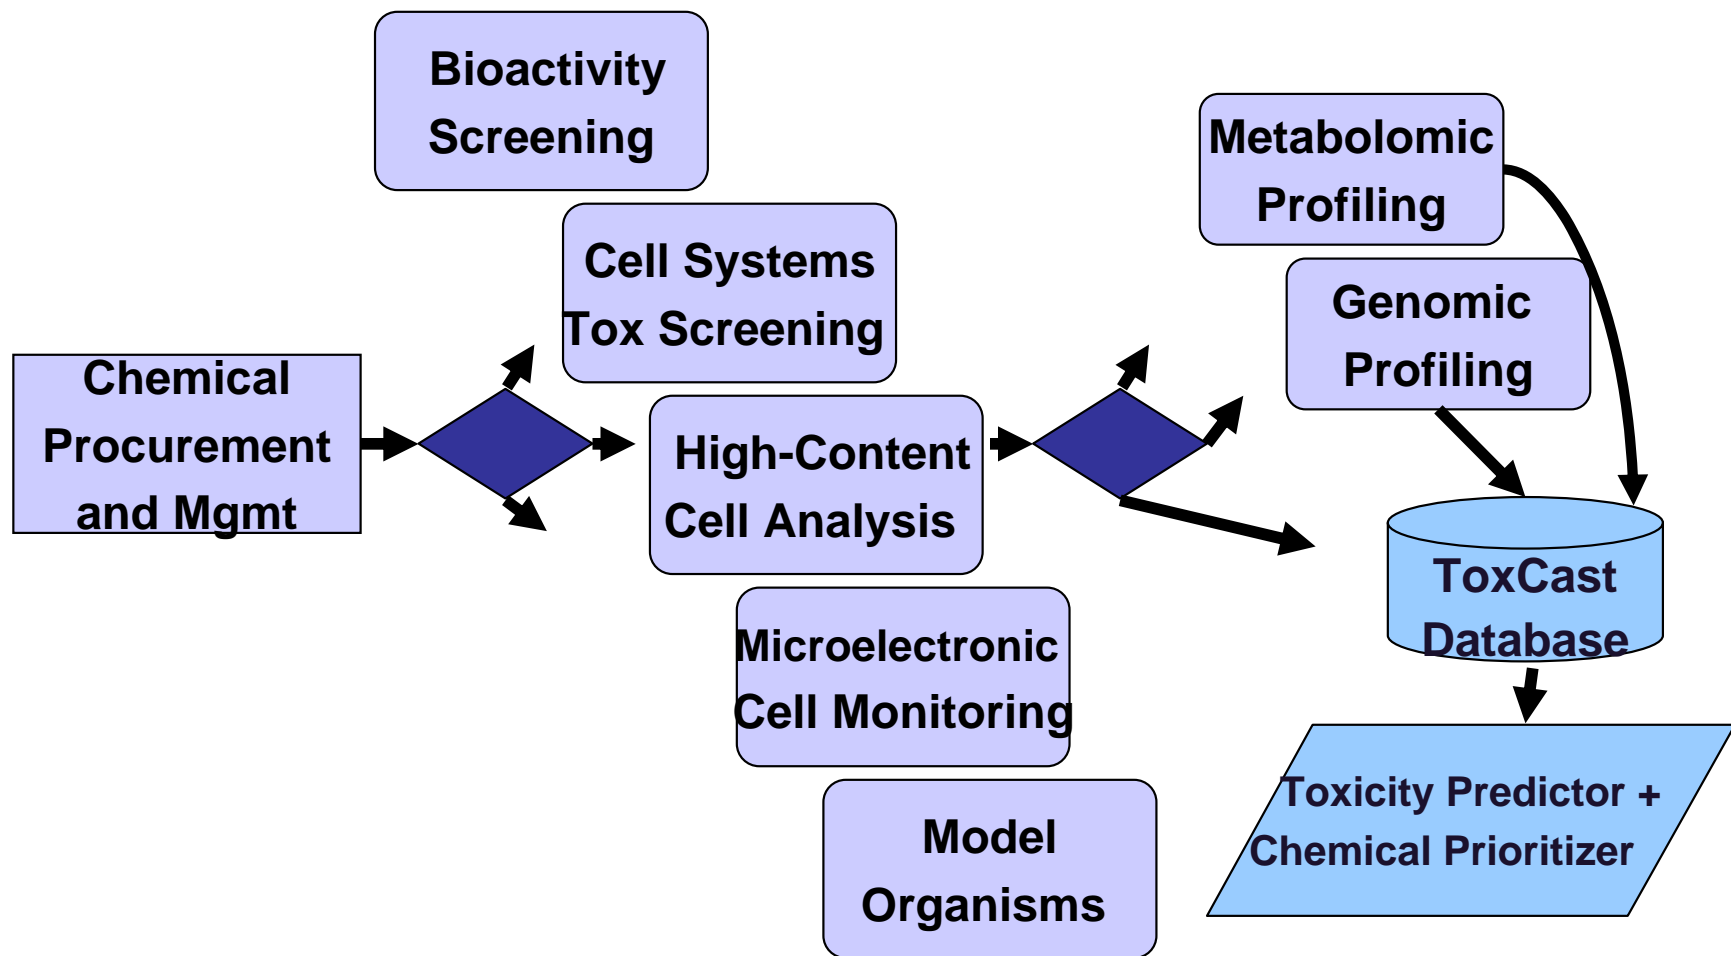 Bioactivity
Screening
Cell Systems
Tox Screening
Chemical
Procurement
and Mgmt
High-Content
Cell Analysis
Microelectronic
Cell Monitoring
Model
Organisms
Metabolomic
Profiling
Genomic
Profiling
ToxCast
Database
Toxicity Predictor +
Chemical Prioritizer